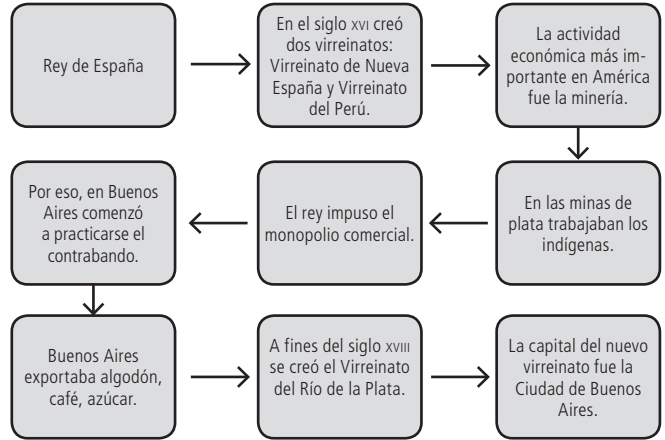 Rey de España
En el siglo XVI creó
dos virreinatos:
Virreinato de Nueva
España y Virreinato
del Perú.
La actividad
económica más im-
portante en América
fue la minería.
En las minas de
plata trabajaban los
indígenas.
El rey impuso el
monopolio comercial.
Por eso, en Buenos
Aires comenzó
a practicarse el
contrabando.
Buenos Aires
exportaba algodón,
café, azúcar.
A fines del siglo XVIII
se creó el Virreinato
del Río de la Plata.
La capital del nuevo
virreinato fue la
Ciudad de Buenos
Aires.